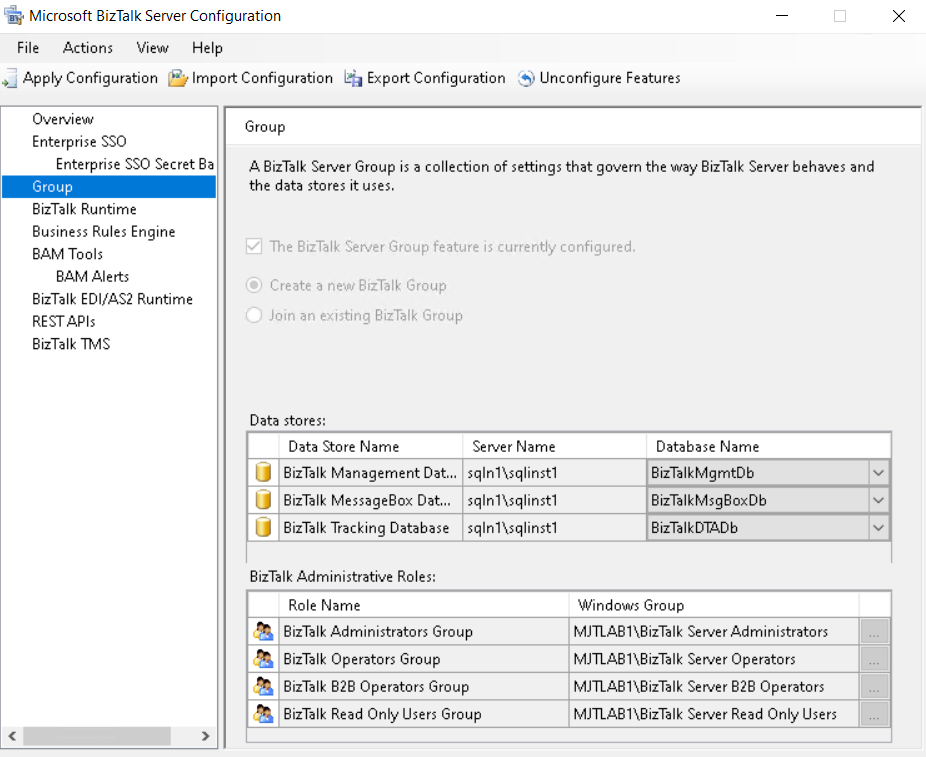 Microsoft BizTalk Server Configuration
File Actions View Help
Apply Configuration Import Configuration Export Configuration Unconfigure Features
Overview
Enterprise SSO
Enterprise SSO Secret Ba
Group
BizTalk Runtime
Business Rules Engine
BAM Tools
BAM Alerts
BizTalk EDI/AS2 Runtime
REST APIs
BizTalk TMS
Group
A BizTalk Server Group is a collection of settings that govern the way BizTalk Server behaves and
the data stores it uses.
The BizTalk Server Group feature is currently configured.
Create a new BizTalk Group
Join an existing BizTalk Group
Data stores:
Data Store Name Server Name Database Name
BizTalk Management Dat... sqln1\sqlinst1 BizTalkMgmtDb
BizTalk MessageBox Dat... sqln1\sqlinst1 BizTalkMsgBoxDb
BizTalk Tracking Database sqln1\sqlinst1 BizTalkDTADb
BizTalk Administrative Roles:
Role Name Windows Group
BizTalk Administrators Group MJTLAB1\BizTalk Server Administrators ...
BizTalk Operators Group MJTLAB1\BizTalk Server Operators ...
BizTalk B2B Operators Group MJTLAB1\BizTalk Server B2B Operators ...
BizTalk Read Only Users Group MJTLAB1\BizTalk Server Read Only Users ...